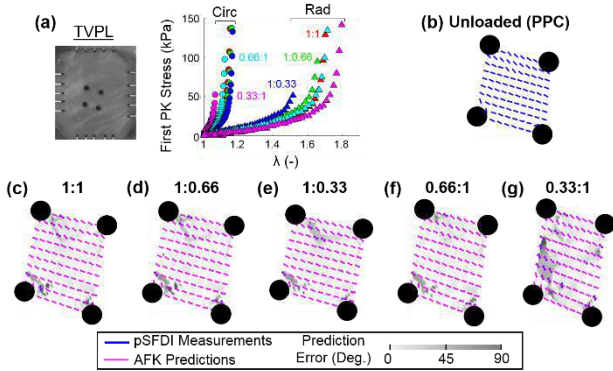 (a)
TVPL
Circ
Rad
First PK Stress (kPa)
150
100
50
0
1
1.2
1.4
1.6
1.8
λ (-)
0.66:1
0.33:1
1:0.33
1:0.66
1:1
(b) Unloaded (PPC)
(c) 1:1
(d) 1:0.66
(e) 1:0.33
(f) 0.66:1
(g) 0.33:1
pSFDI Measurements
AFK Predictions
Prediction
Error (Deg.)
0 45 90